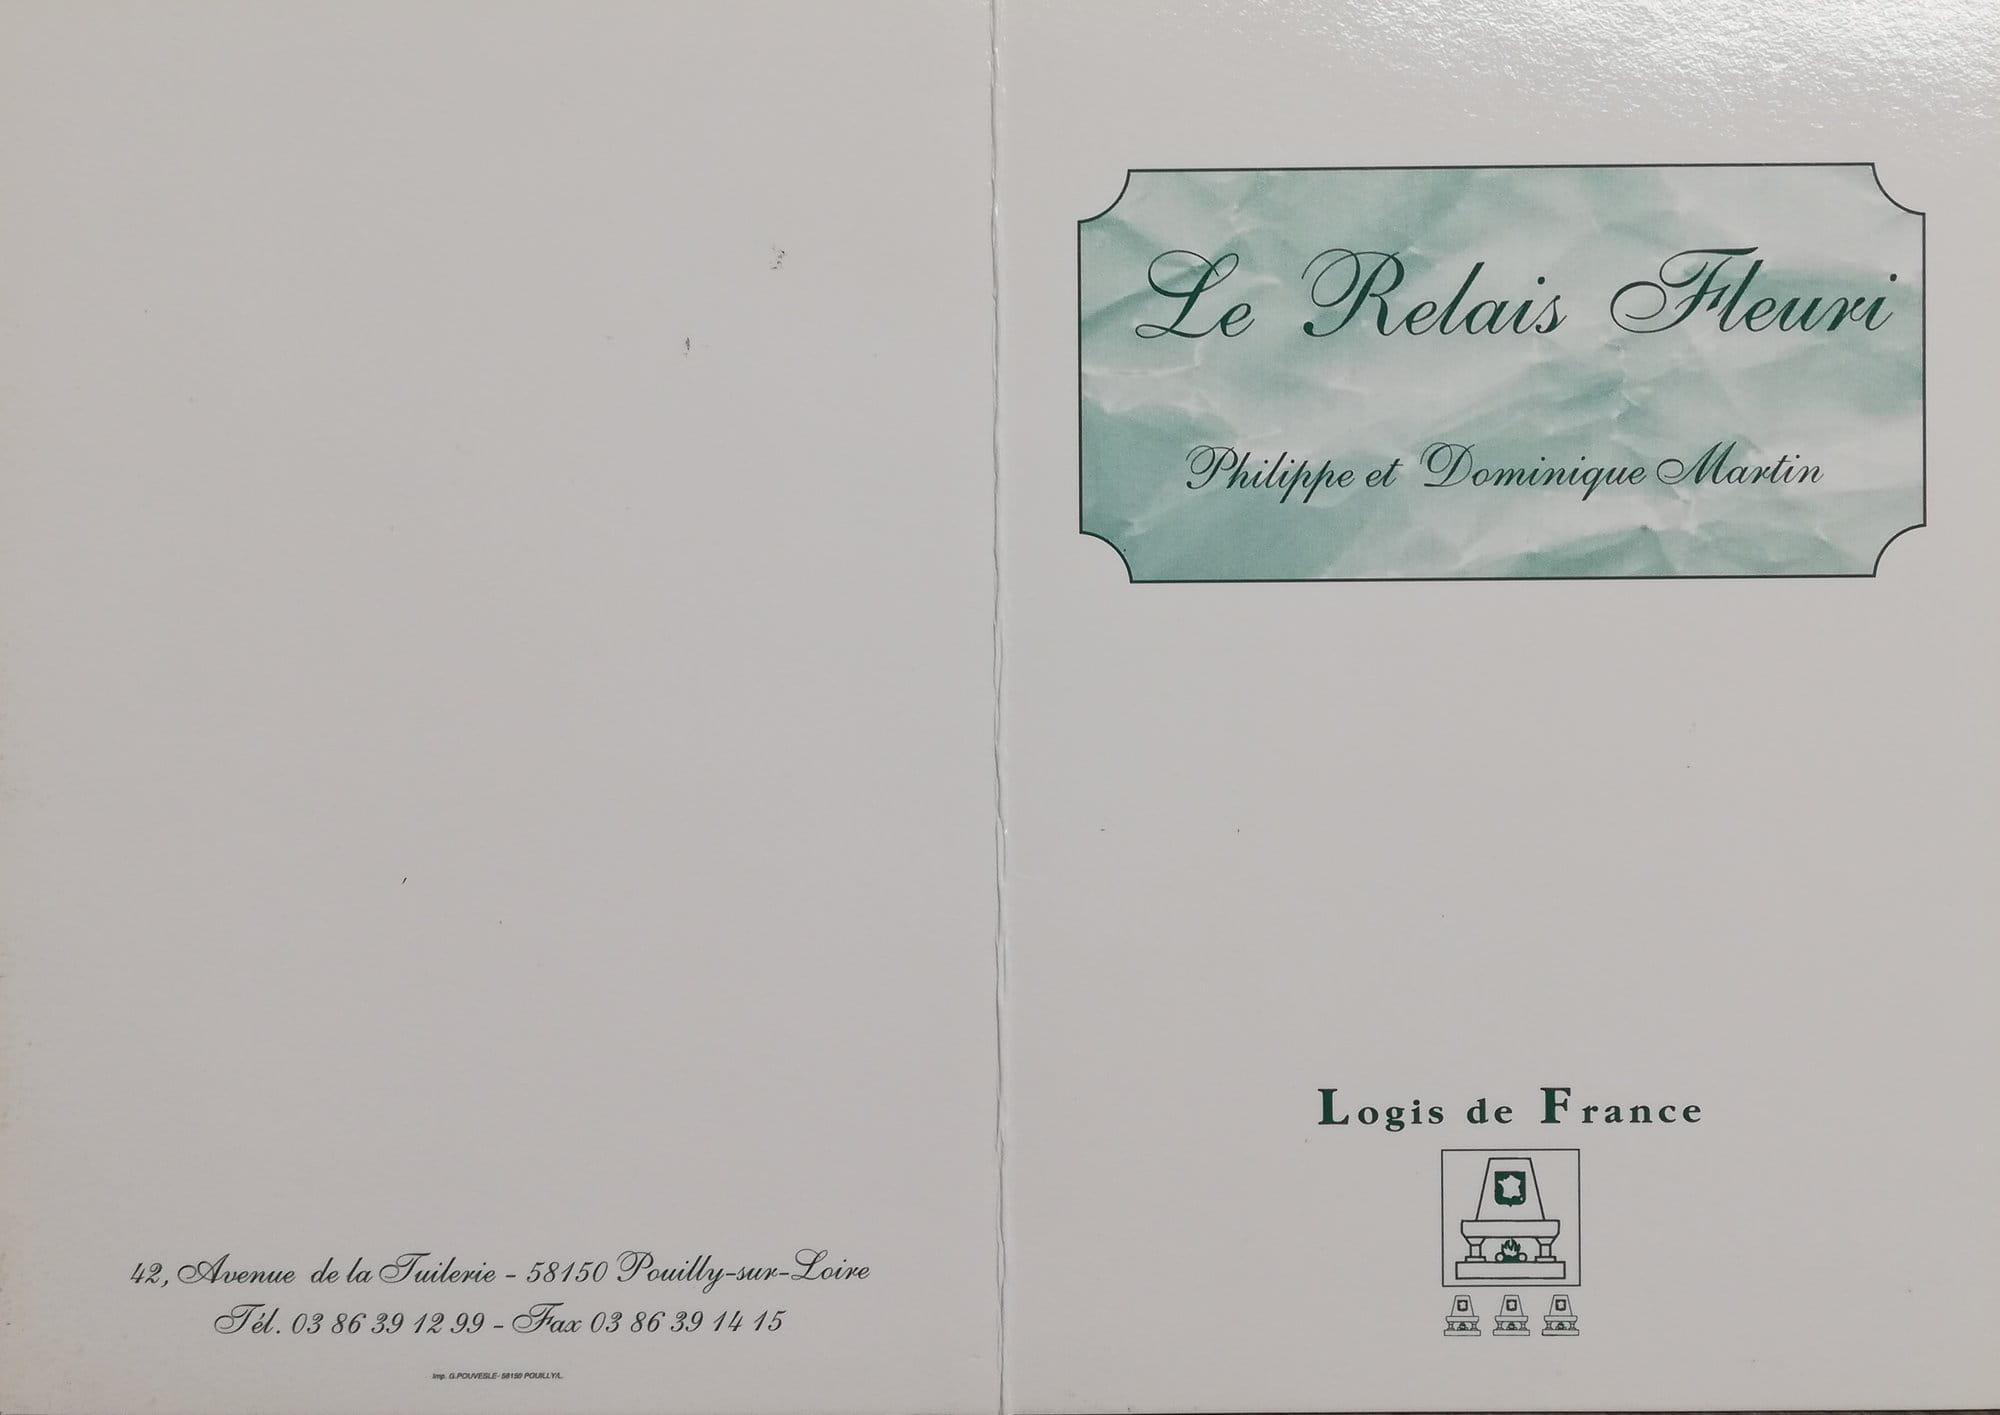 Le Relais Fleuri
Philippe et Dominique Martin
Logis de France
42, Avenue de la Tuilerie - 58150 Pouilly-sur-Loire
Tél. 03 86 39 12 99 - Fax 03 86 39 14 15
Imp. G.POUVESLE- 58150 POUILLY/L.